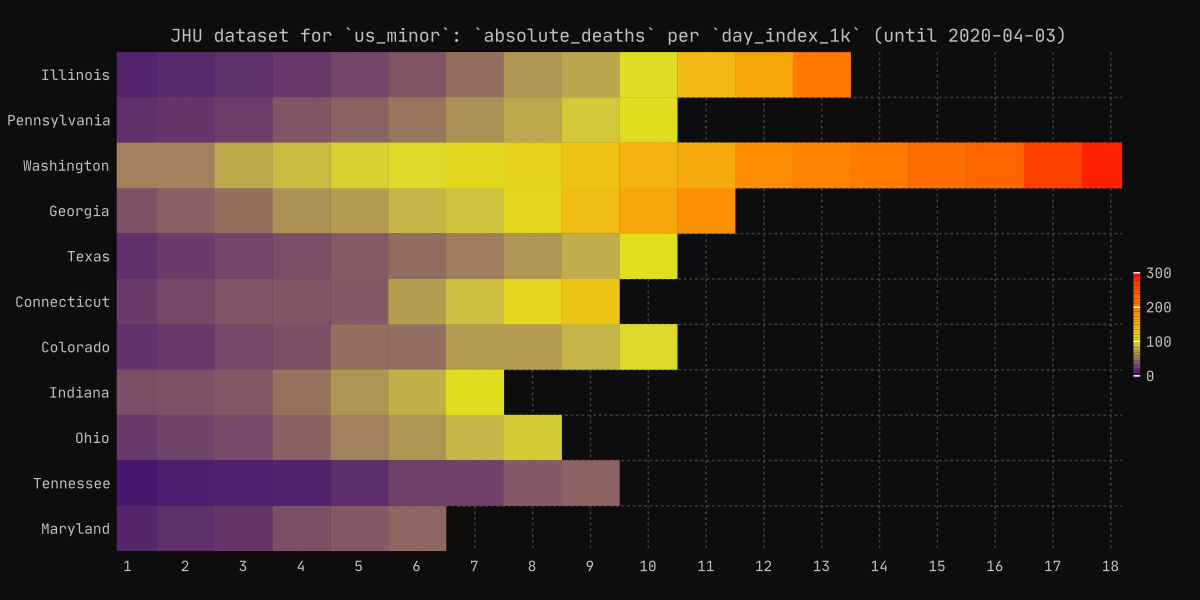 JHU dataset for `us_minor`: `absolute_deaths` per `day_index_1k` (until 2020-04-03)
Illinois
Pennsylvania
Washington
Georgia
Texas
Connecticut
Colorado
Indiana
Ohio
Tennessee
Maryland
300
200
100
0
1 2 3 4 5 6 7 8 9 10 11 12 13 14 15 16 17 18